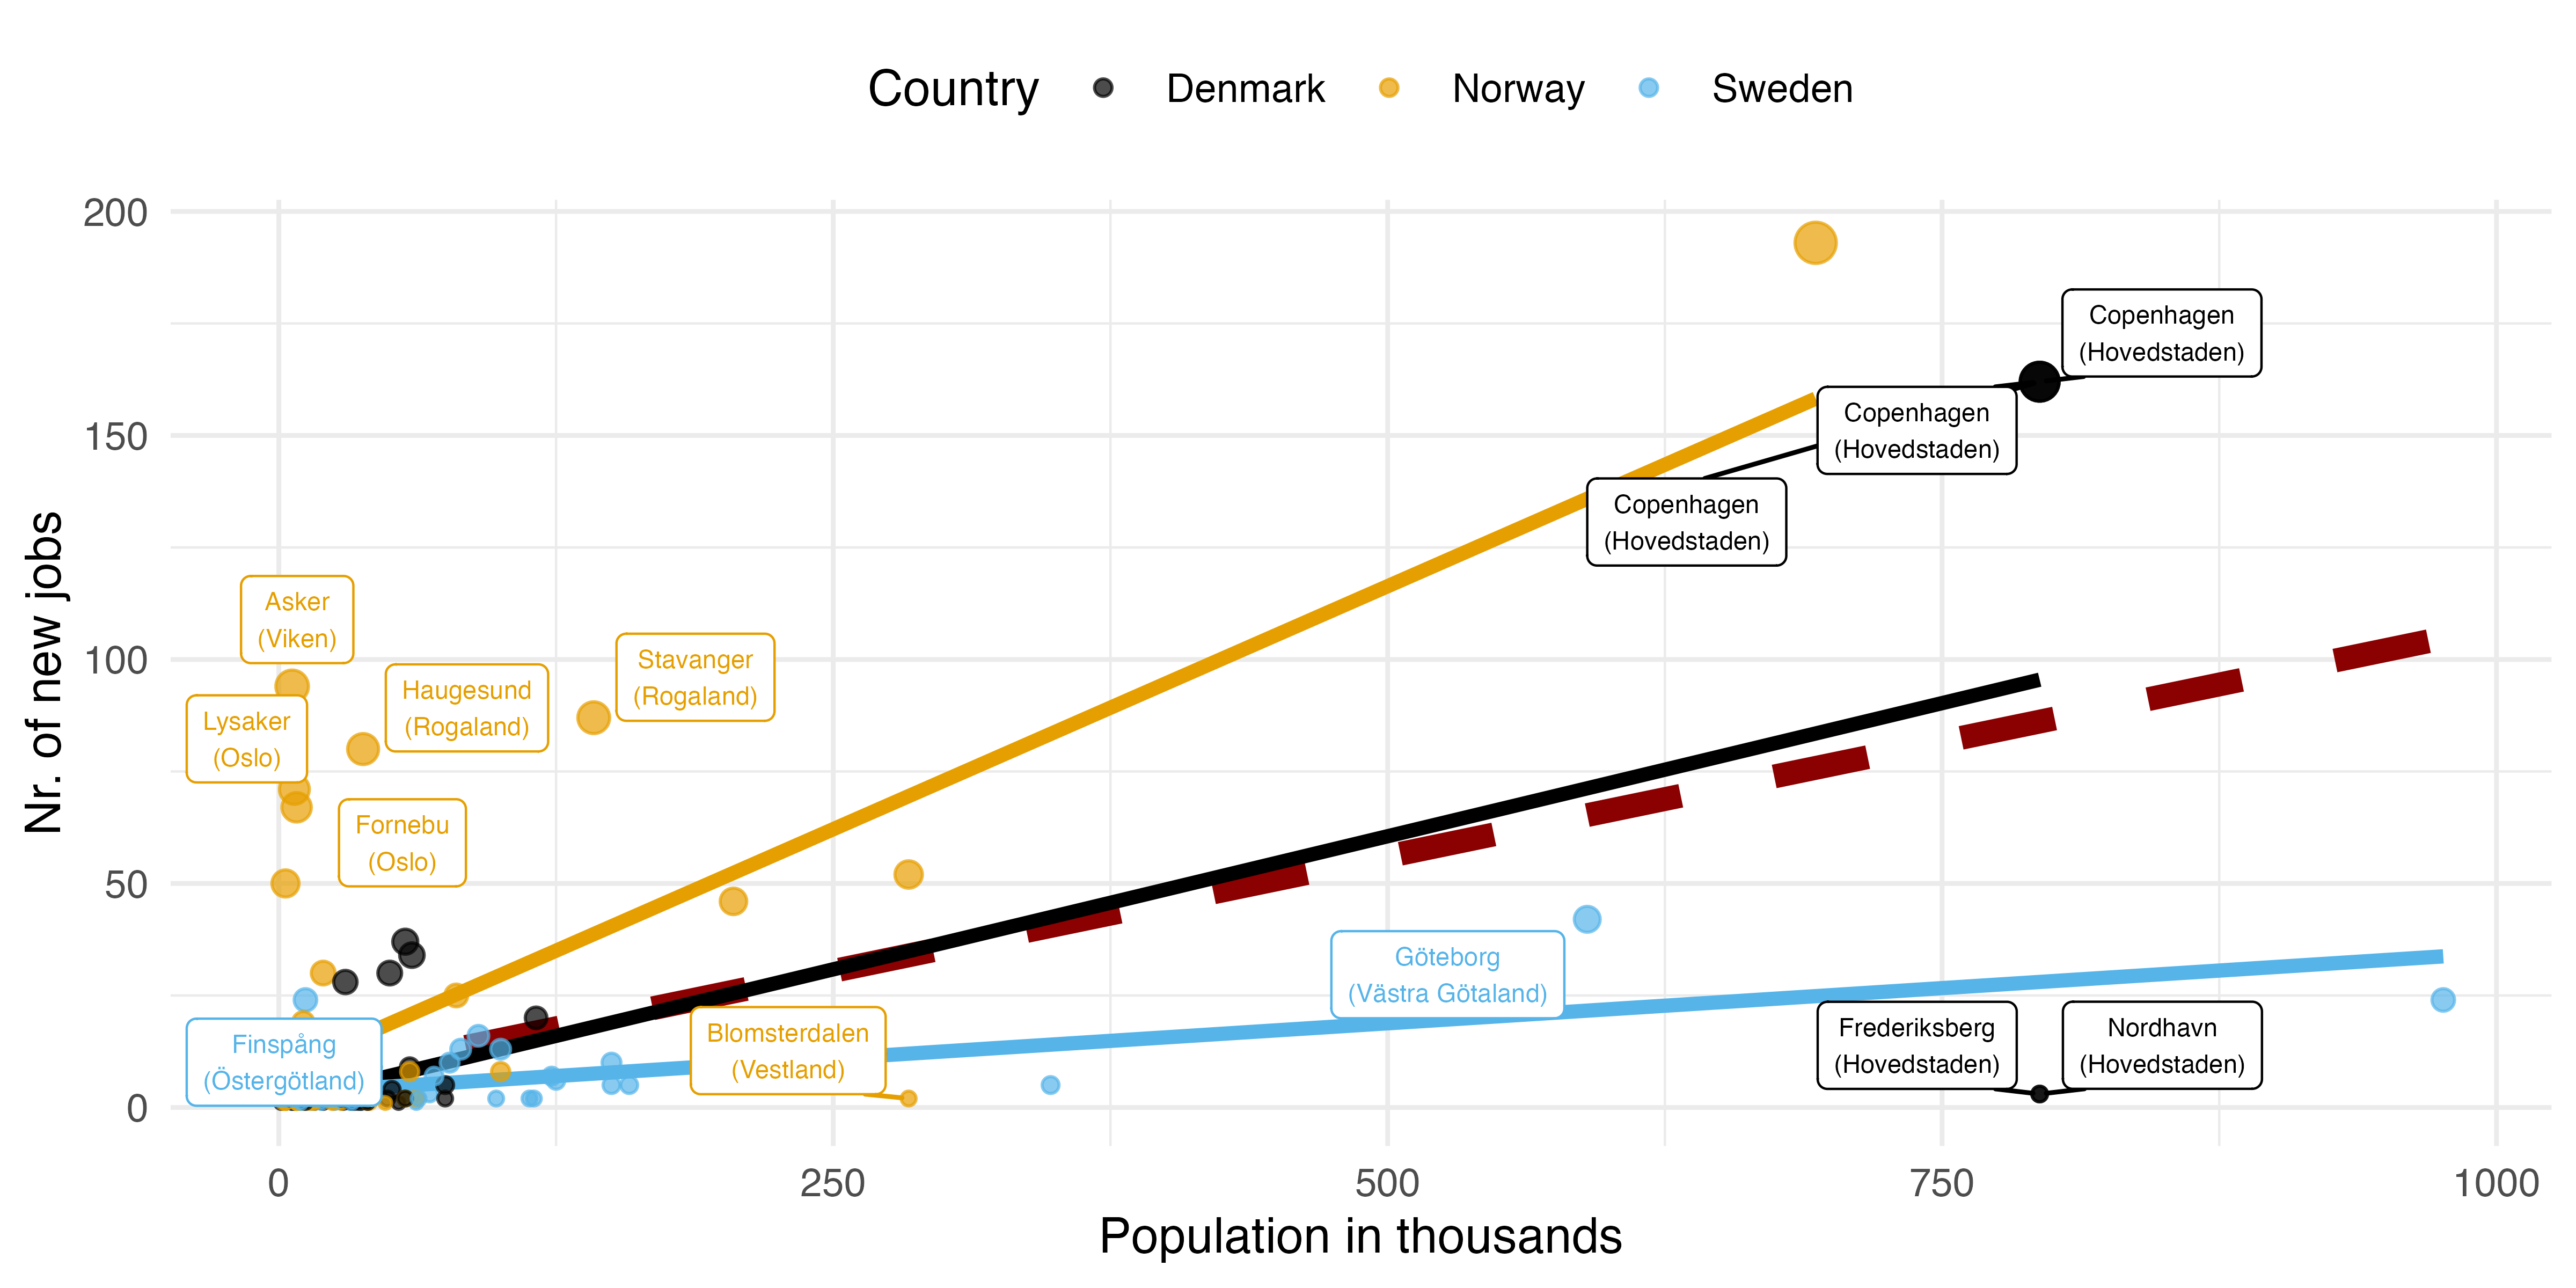 Country Denmark Norway Sweden
200
Copenhagen
(Hovedstaden)
Copenhagen
(Hovedstaden)
150
Copenhagen
(Hovedstaden)
Nr. of new jobs
Asker
(Viken)
100
Stavanger
(Rogaland)
Haugesund
(Rogaland)
Lysaker
(Oslo)
Fornebu
(Oslo)
50
Göteborg
(Västra Götaland)
Frederiksberg
(Hovedstaden)
Nordhavn
(Hovedstaden)
Blomsterdalen
(Vestland)
Finspång
(Östergötland)
0
0 250 500 750 1000
Population in thousands